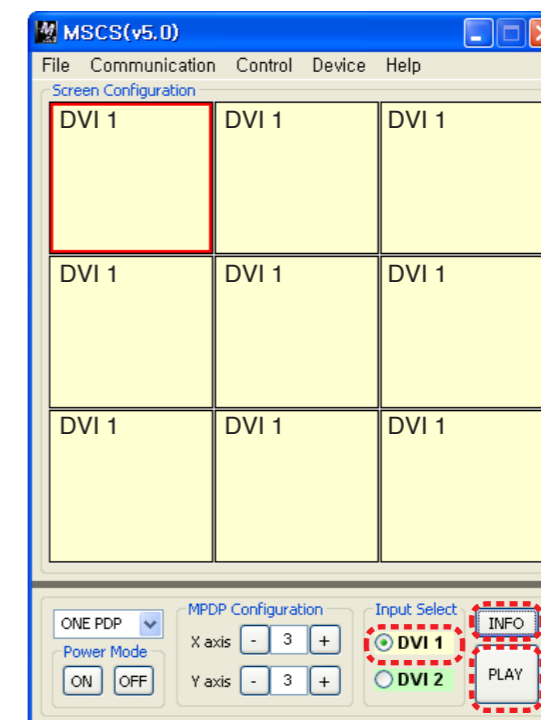 MSCS(v5.0)
File Communication Control Device Help
Screen Configuration
DVI 1 DVI 1 DVI 1
DVI 1 DVI 1 DVI 1
DVI 1 DVI 1 DVI 1
ONE PDP
Power Mode
ON OFF
MPDP Configuration
X axis - 3 +
Y axis - 3 +
Input Select
DVI 1
DVI 2
INFO
PLAY